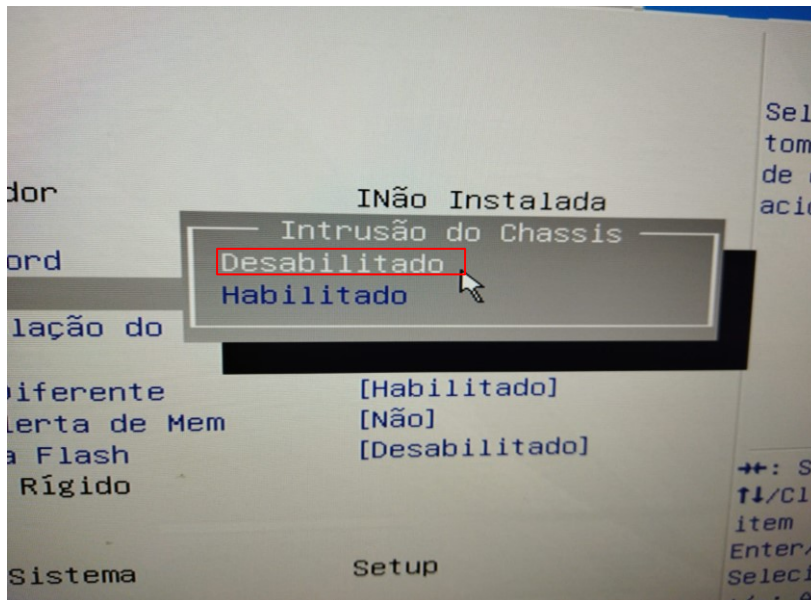 Sel
tom
de
dor INão Instalada
aci
Intrusão do Chassis
ord Desabilitado
Habilitado
lação do
iferente [Habilitado]
lerta de Mem [Não]
a Flash [Desabilitado]
Rígido
: S
↑↓/Cl
item
Enter/
Sistema Setup
Seleci